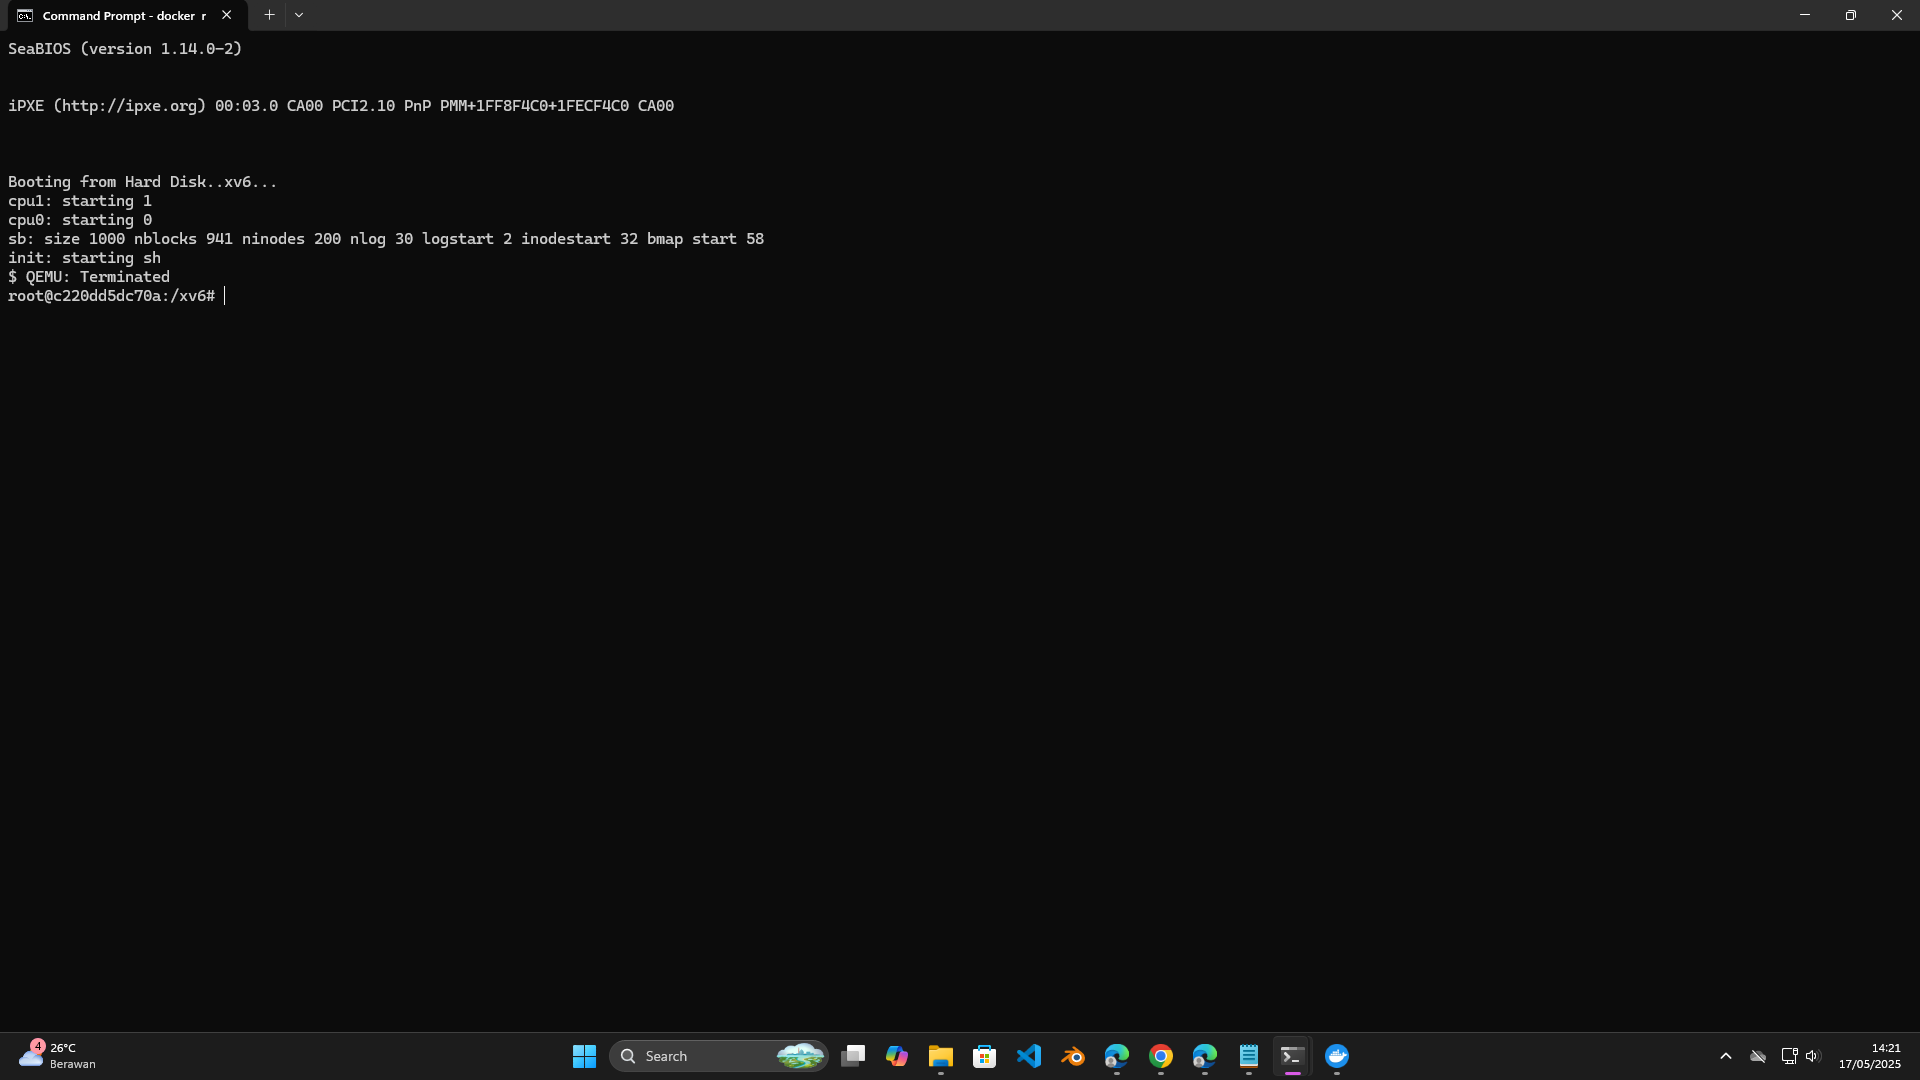 Command Prompt - docker r
SeaBIOS (version 1.14.0-2)
iPXE (http://ipxe.org) 00:03.0 CA00 PCI2.10 PnP PMM+1FF8F4C0+1FECF4C0 CA00
Booting from Hard Disk..xv6...
cpu1: starting 1
cpu0: starting 0
sb: size 1000 nblocks 941 ninodes 200 nlog 30 logstart 2 inodestart 32 bmap start 58
init: starting sh
$ QEMU: Terminated
root@c220dd5dc70a:/xv6#
4
26°C
Berawan
Search
14:21
17/05/2025